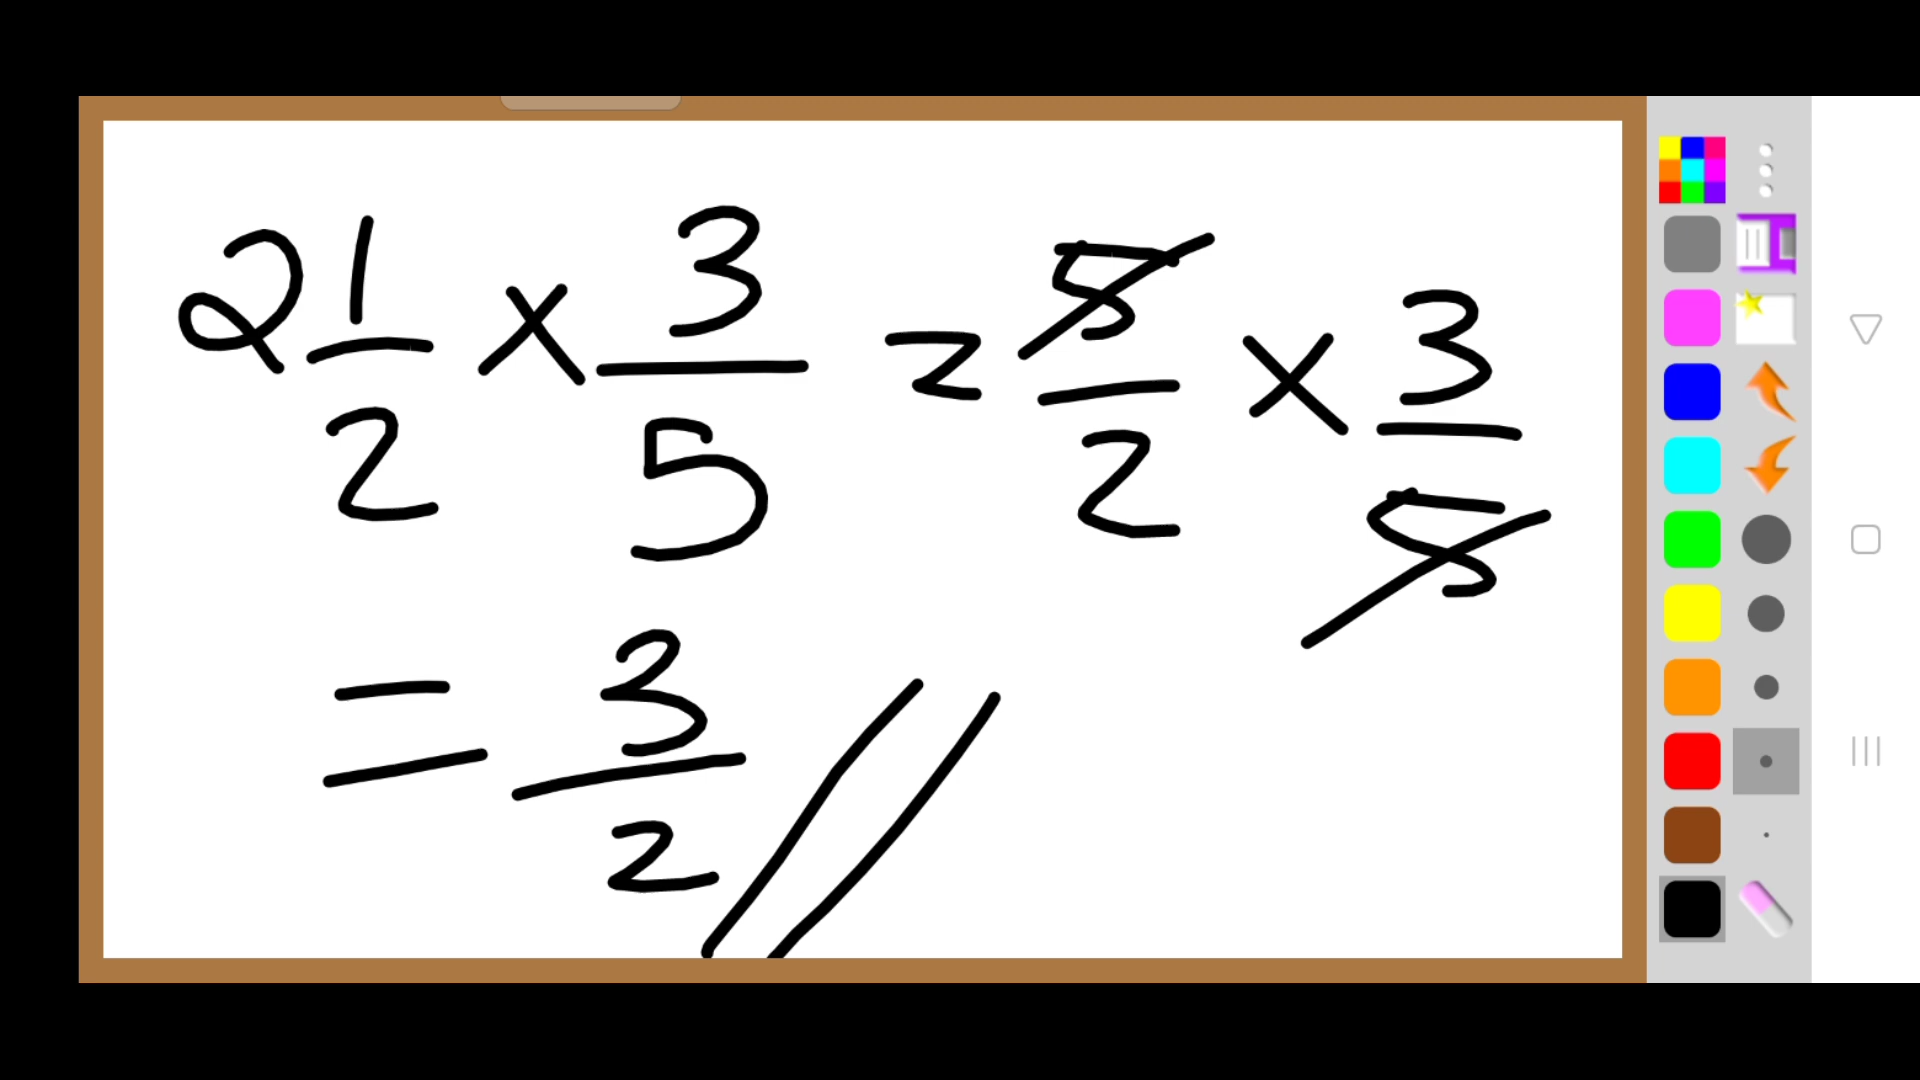 2 1/2 × 3/5 = 5/2 × 3/5
= 3/2 //